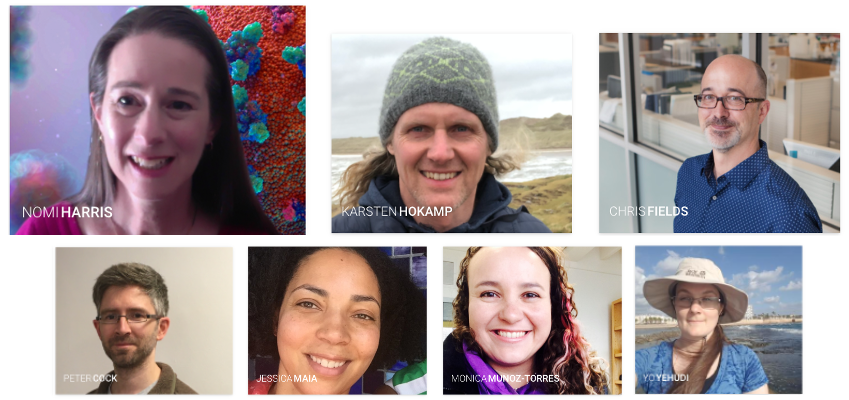 NOMI HARRIS
KARSTEN HOKAMP
CHRIS FIELDS
PETER COCK
JESSICA MAIA
MONICA MUNOZ-TORRES
YO YEHUDI